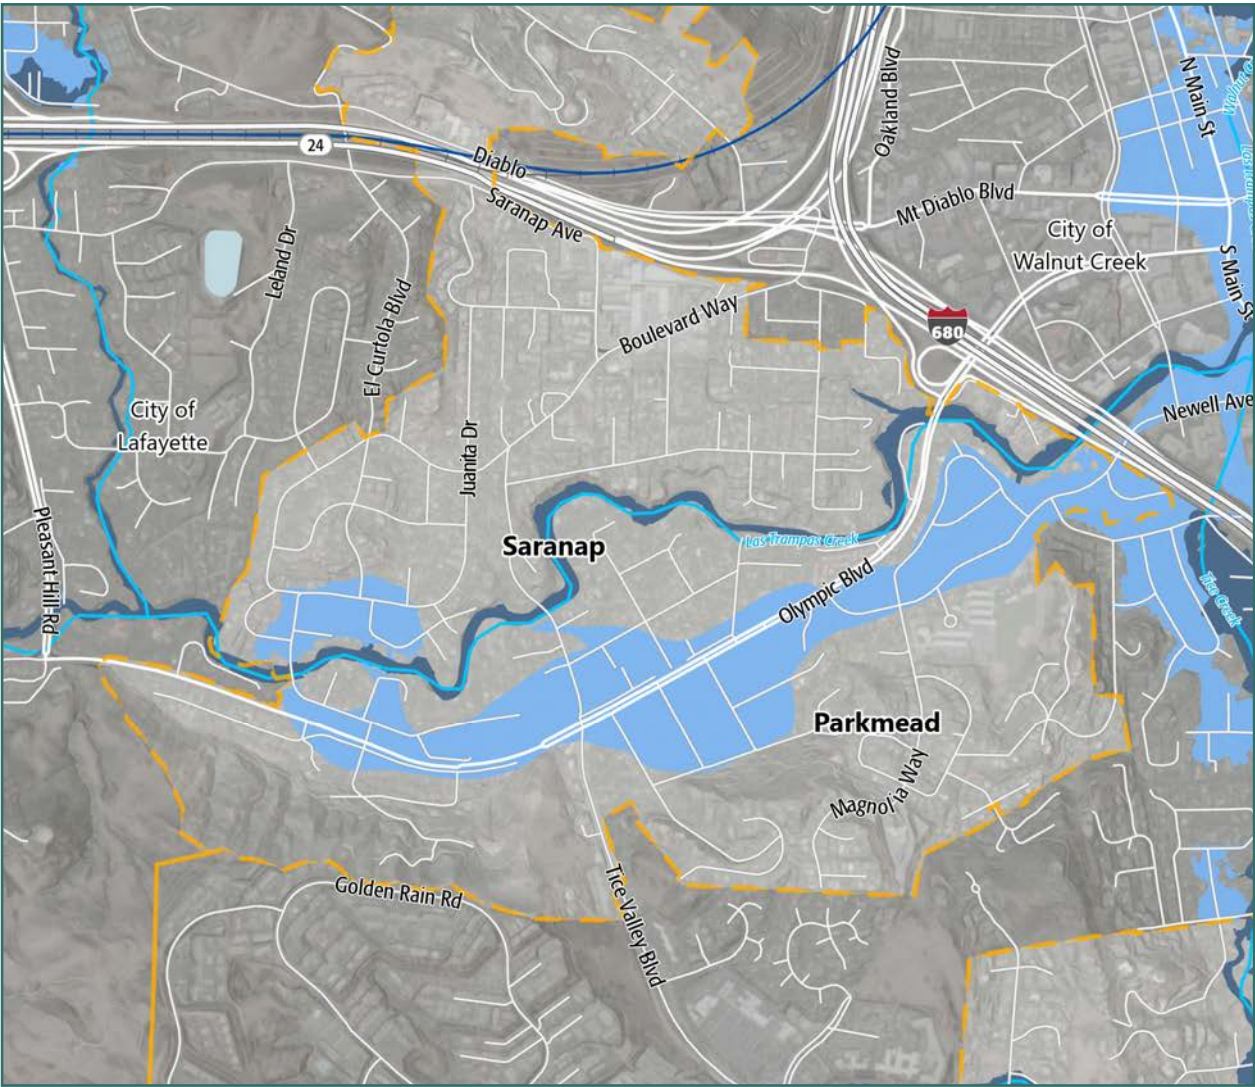 N Main St
Oakland Blvd
Walnut C
24
Diablo
Saranap Ave
Mt Diablo Blvd
City of
Walnut Creek
S Main St
Leland Dr
El Curtola Blvd
Boulevard Way
680
Newell Ave
City of
Lafayette
Juanita Dr
Pleasant Hill Rd
Saranap
Las Trampas Creek
Olympic Blvd
Tice Creek
Parkmead
Magnolia Way
Golden Rain Rd
Tice Valley Blvd